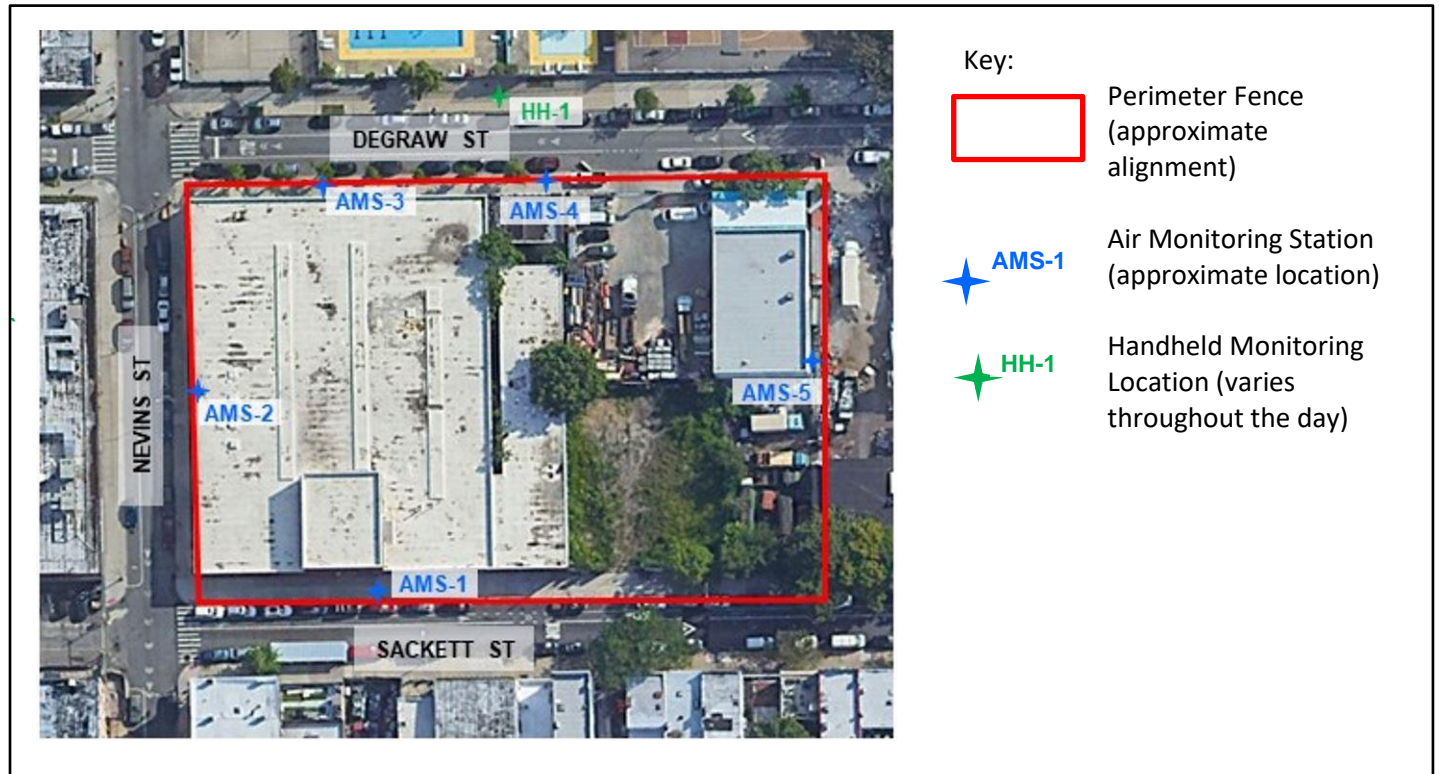 HH-1
DEGRAW ST
AMS-3
AMS-4
NEVINS ST
AMS-2
AMS-5
AMS-1
SACKETT ST
Key:
Perimeter Fence
(approximate
alignment)
AMS-1
Air Monitoring Station
(approximate location)
HH-1
Handheld Monitoring
Location (varies
throughout the day)